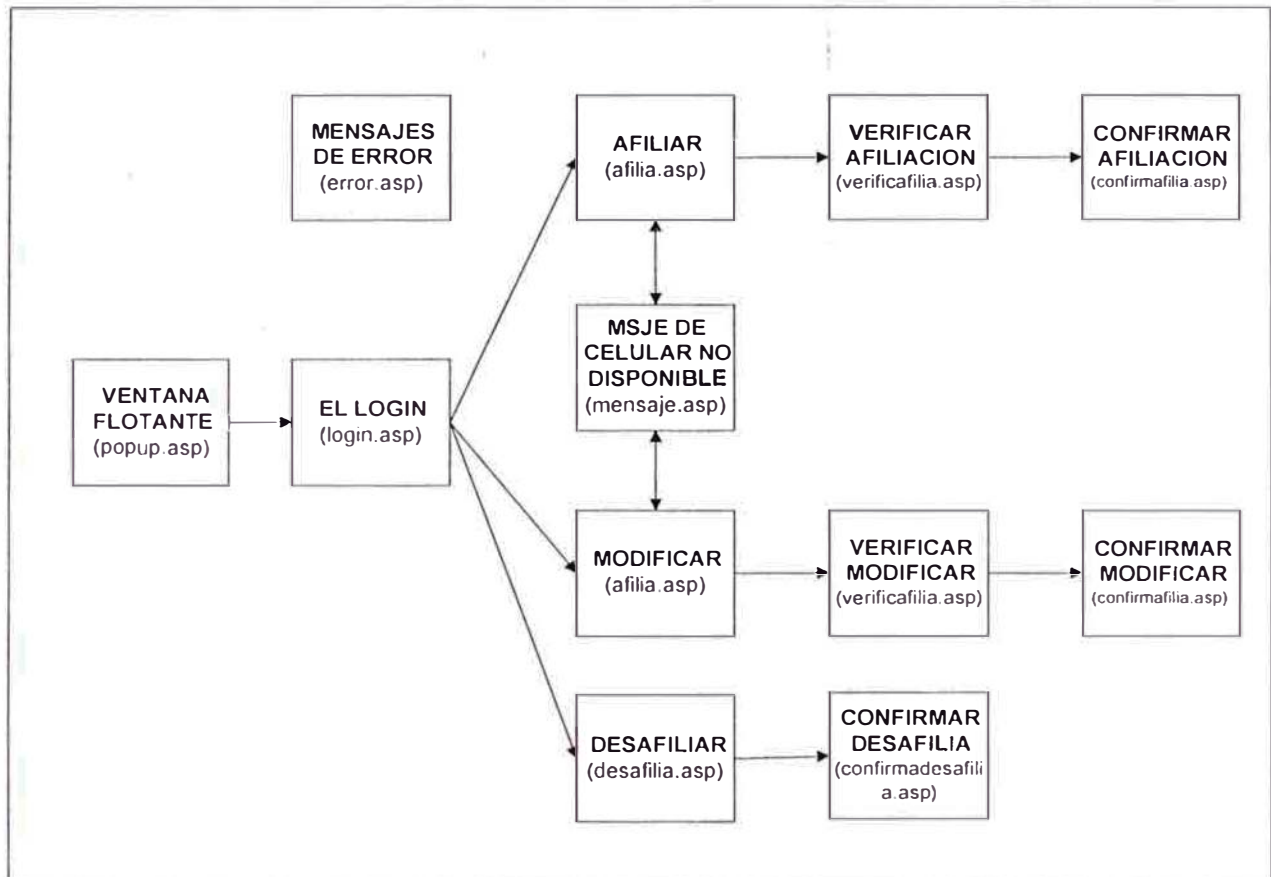 MENSAJES
DE ERROR
(error.asp)
AFILIAR
(afilia.asp)
VERIFICAR
AFILIACION
(verificafilia.asp)
CONFIRMAR
AFILIACION
(confirmafilia.asp)
MSJE DE
CELULAR NO
DISPONIBLE
(mensaje.asp)
VENTANA
FLOTANTE
(popup.asp)
EL LOGIN
(login.asp)
MODIFICAR
(afilia.asp)
VERIFICAR
MODIFICAR
(verificafilia.asp)
CONFIRMAR
MODIFICAR
(confirmafilia.asp)
DESAFILIAR
(desafilia.asp)
CONFIRMAR
DESAFILIA
(confirmadesafili
a.asp)